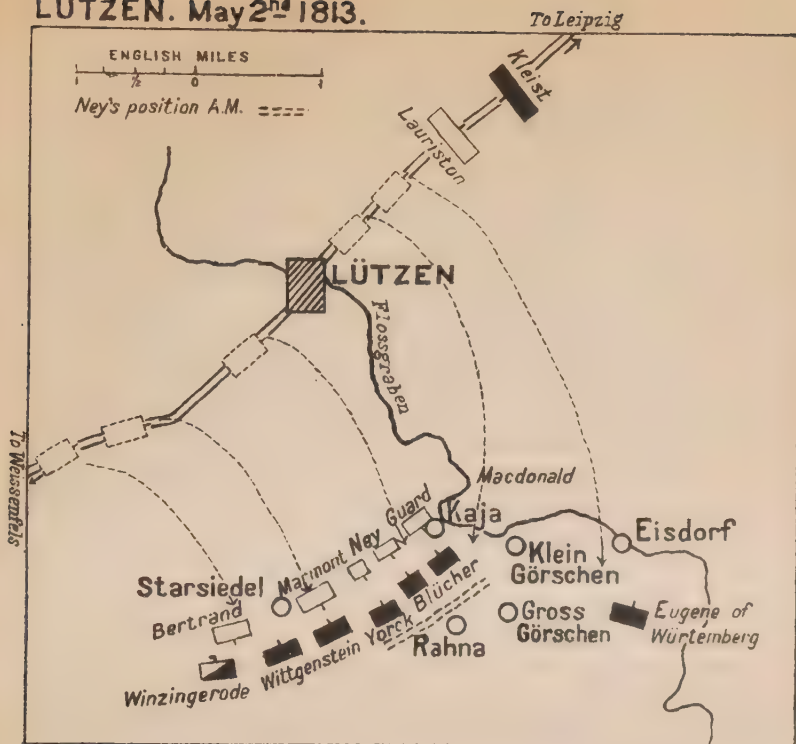 LÜTZEN. May 2nd 1813.
To Leipzig
ENGLISH MILES
1 ½ 0 1
Ney's position A.M.
Kleist
Lauriston
LÜTZEN
Flossgraben
To Weissenfels
Macdonald
Guard
Kaja
Ney
Marmont
Starsiedel
Bertrand
Eisdorf
Klein
Görschen
Blücher
Gross
Görschen
Eugene of
Würtemberg
Yorck
Rahna
Wittgenstein
Winzingerode